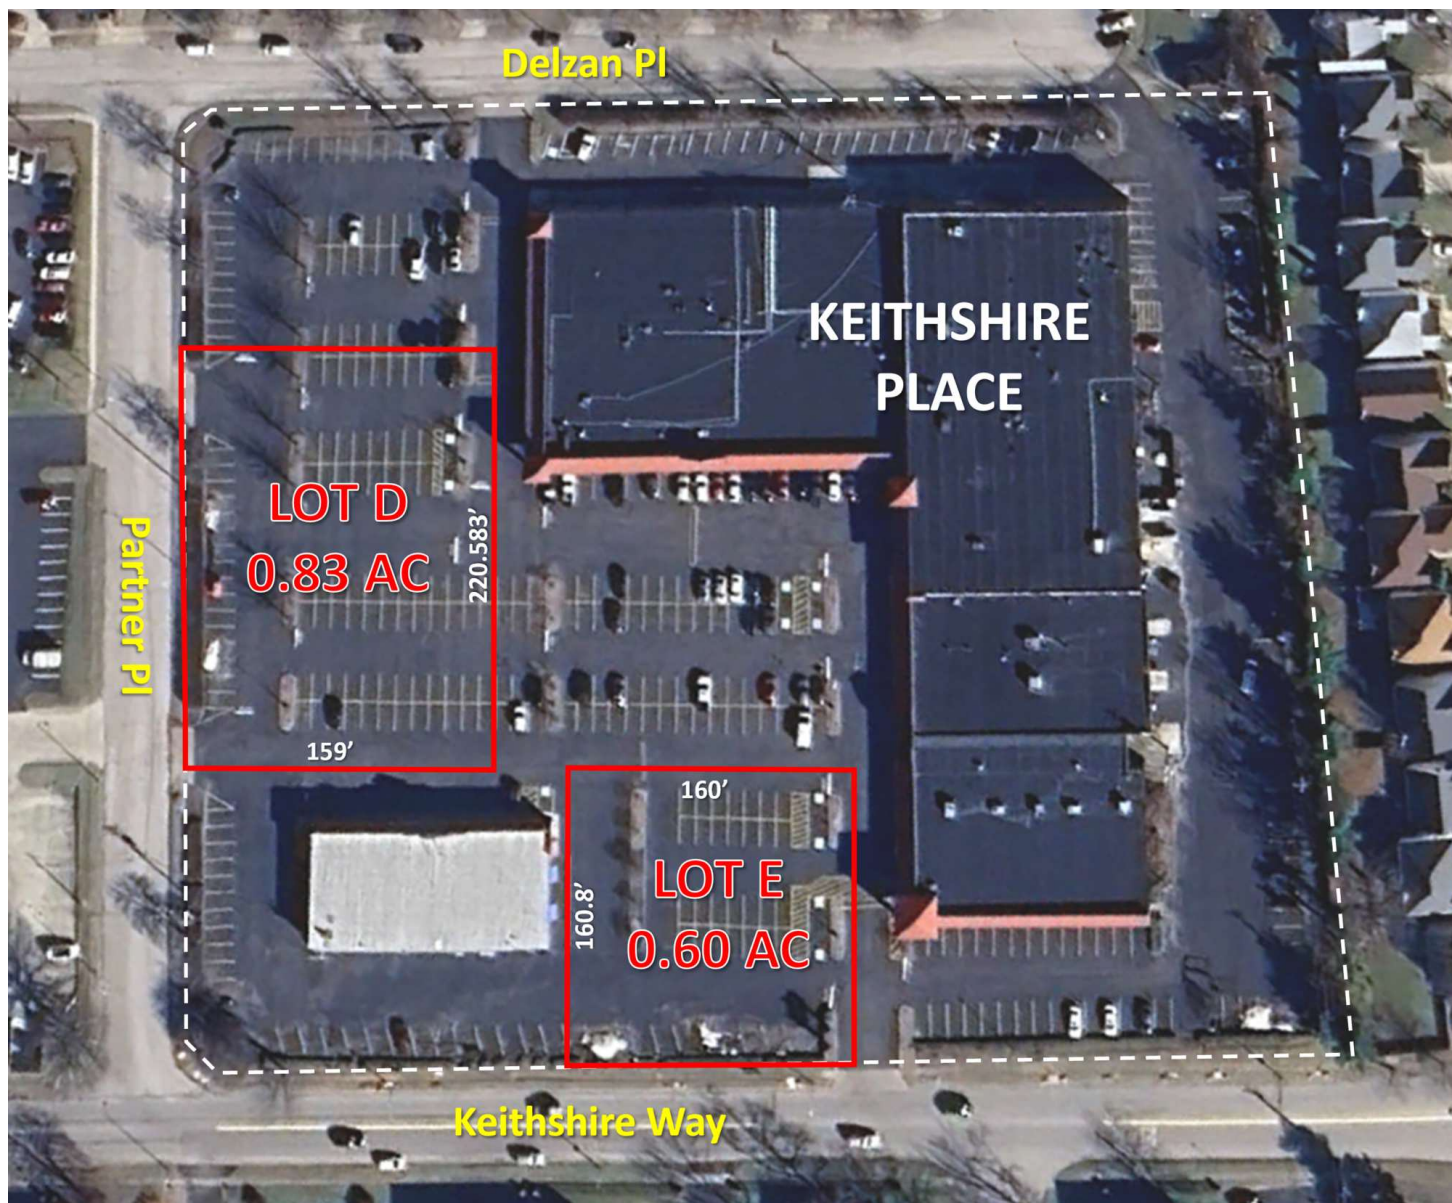 Delzan Pl
KEITHSHIRE
PLACE
LOT D
0.83 AC
220.583’
Partner Pl
159’
160’
LOT E
0.60 AC
160.8’
Keithshire Way